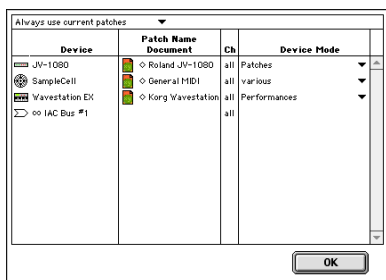 Always use current patches
Device Patch Name Document Ch Device Mode
JV-1080 ◇ Roland JV-1080 all Patches
SampleCell ◇ General MIDI all various
Wavestation EX ◇ Korg Wavestation all Performances
∞ IAC Bus #1 all
OK